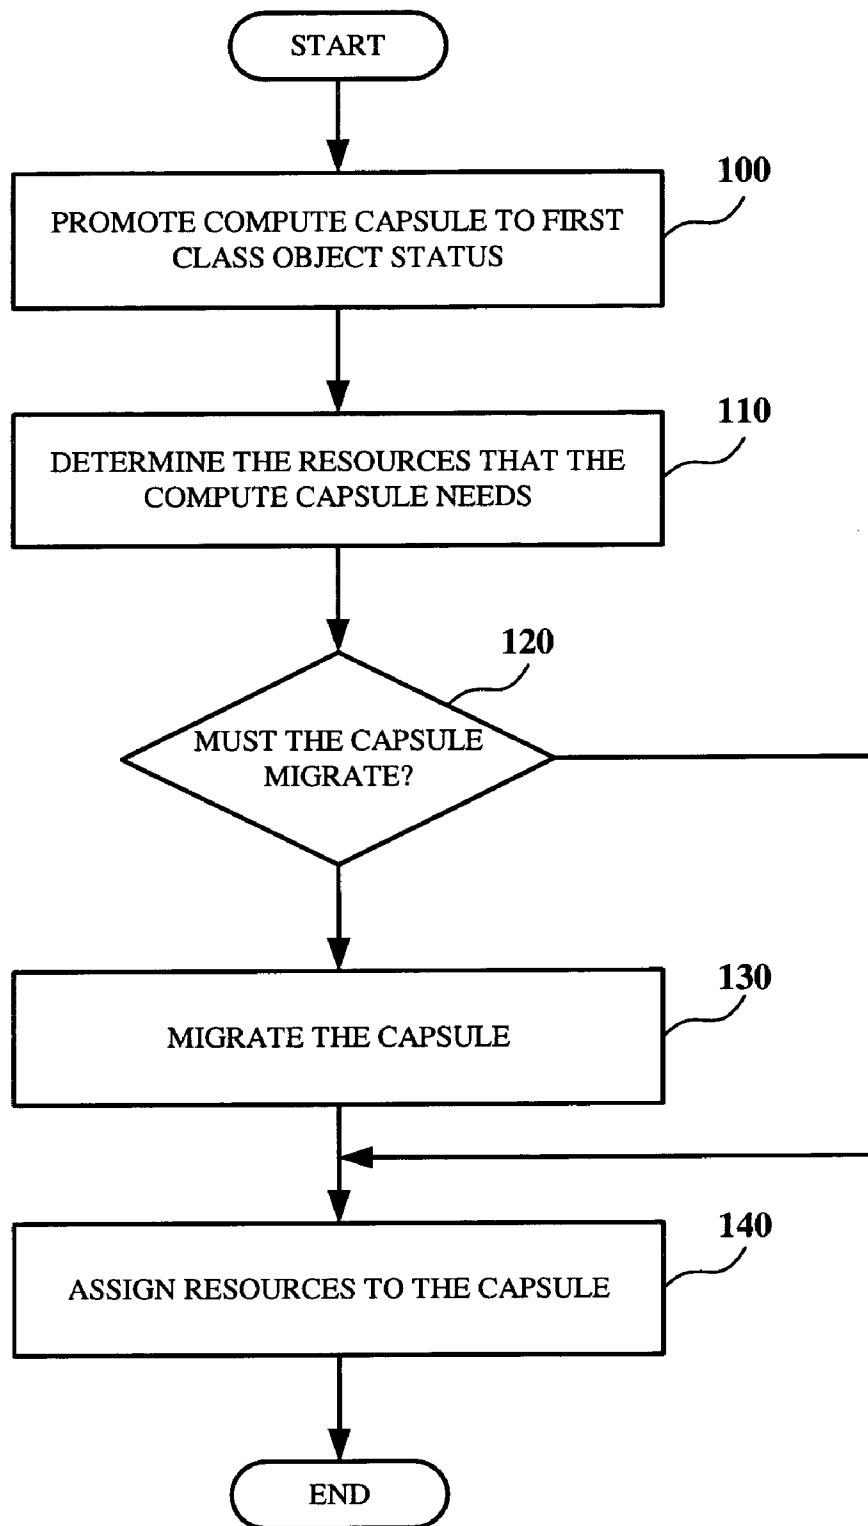 START
100
PROMOTE COMPUTE CAPSULE TO FIRST
CLASS OBJECT STATUS
110
DETERMINE THE RESOURCES THAT THE
COMPUTE CAPSULE NEEDS
120
MUST THE CAPSULE
MIGRATE?
130
MIGRATE THE CAPSULE
140
ASSIGN RESOURCES TO THE CAPSULE
END